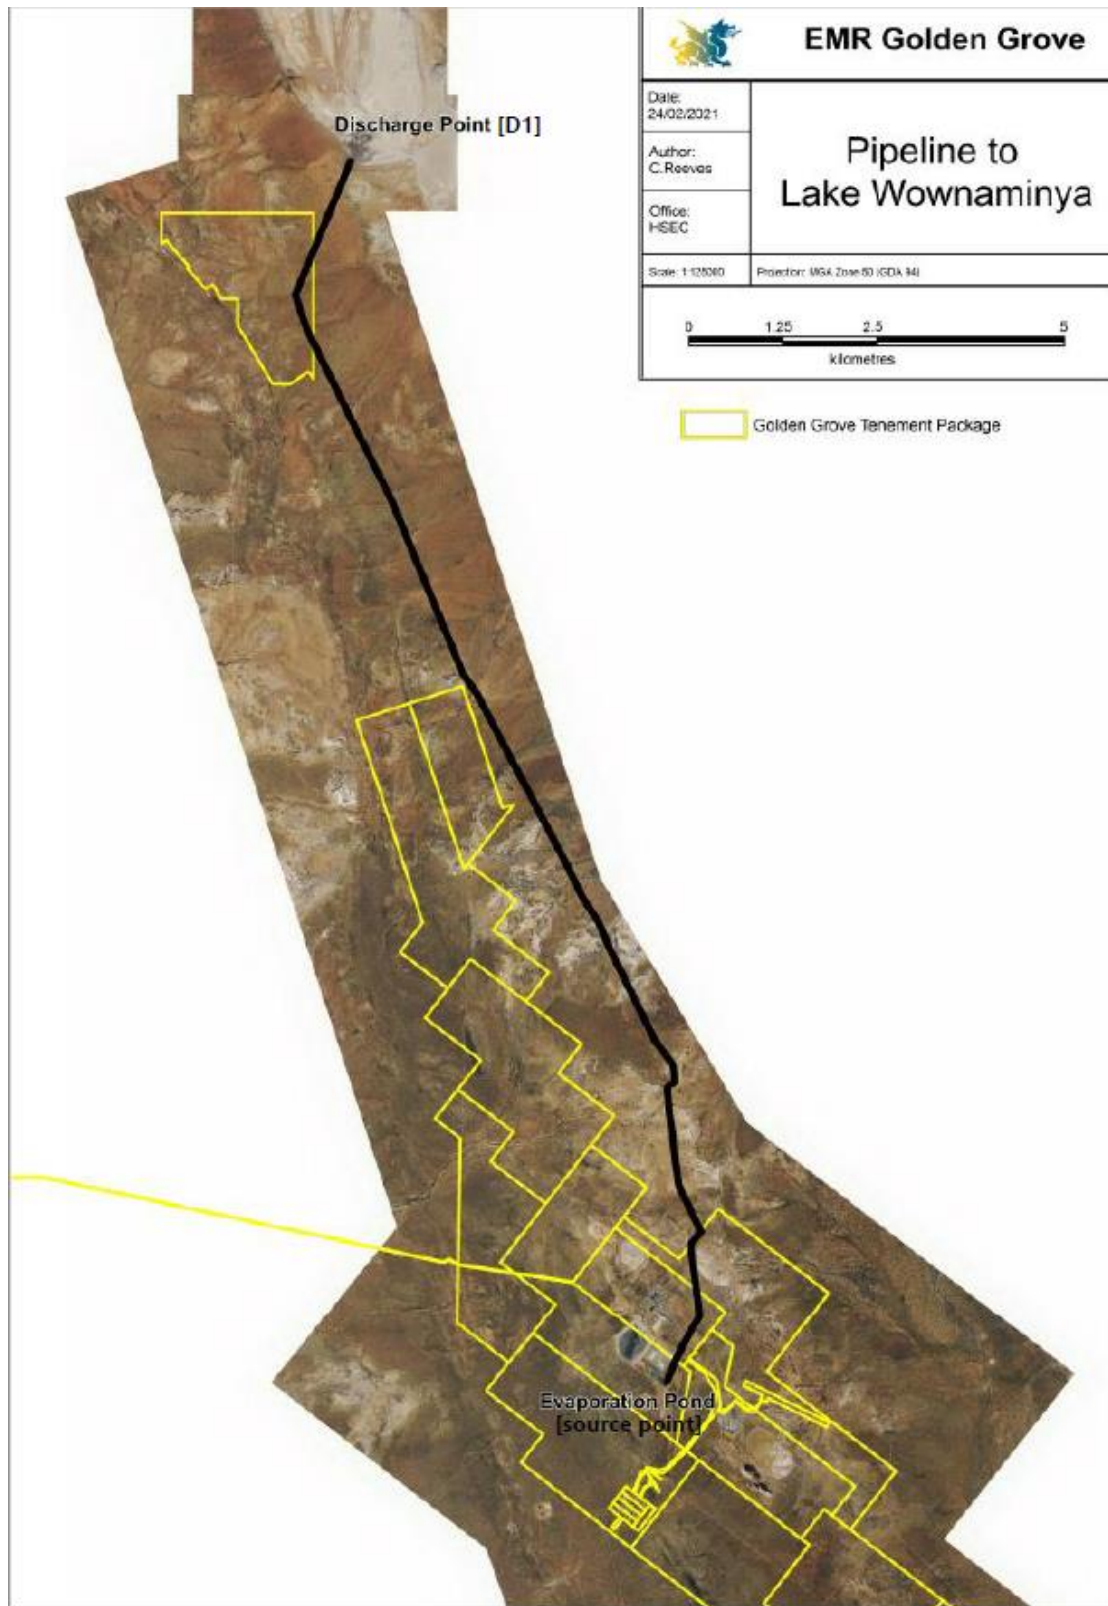 EMR Golden Grove
Date:
24/02/2021
Author:
C.Reeves
Office:
HSEC
Pipeline to
Lake Wownaminya
Scale: 1:125000
Projection: MGA Zone 50 (GDA 94)
0 1.25 2.5 5
kilometres
Golden Grove Tenement Package
Discharge Point [D1]
Evaporation Pond
[source point]